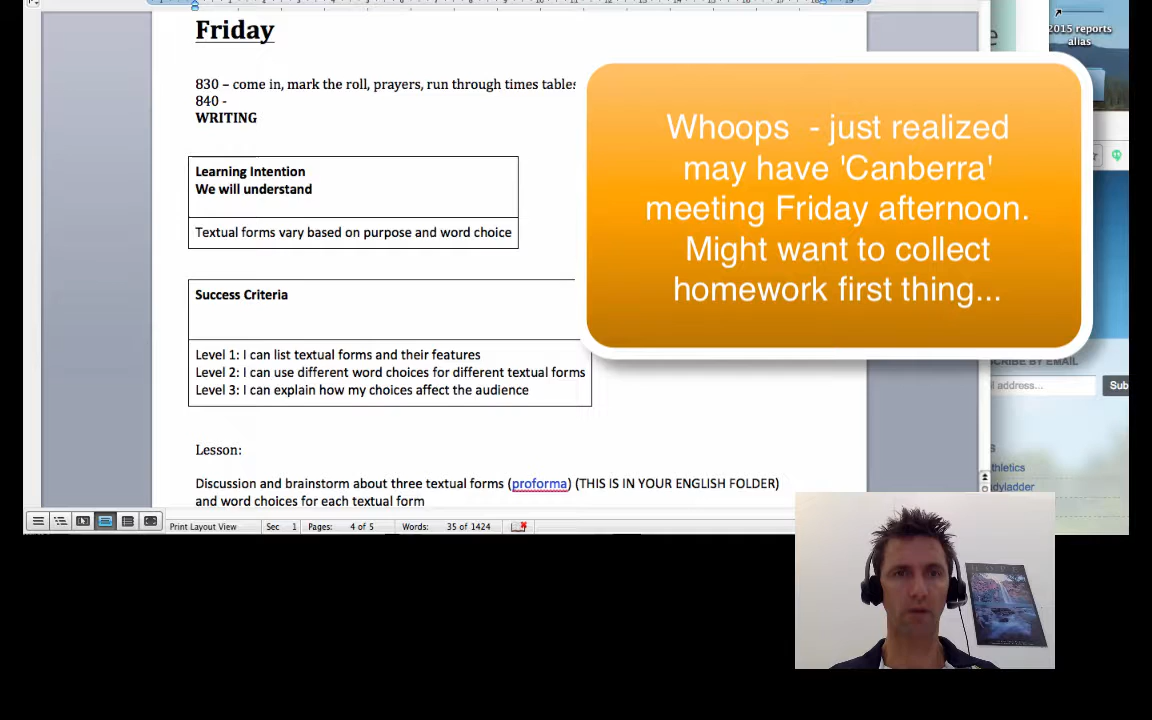 Friday
2015 reports
alias
830 – come in, mark the roll, prayers, run through times tables
840 -
WRITING
Whoops - just realized
may have 'Canberra'
meeting Friday afternoon.
Might want to collect
homework first thing...
Learning Intention
We will understand
Textual forms vary based on purpose and word choice
Success Criteria
Level 1: I can list textual forms and their features
Level 2: I can use different word choices for different textual forms
Level 3: I can explain how my choices affect the audience
BY EMAIL
address...
Sub
Lesson:
Discussion and brainstorm about three textual forms (proforma) (THIS IS IN YOUR ENGLISH FOLDER)
and word choices for each textual form
Print Layout View Sec 1 Pages: 4 of 5 Words: 35 of 1424
HOPE